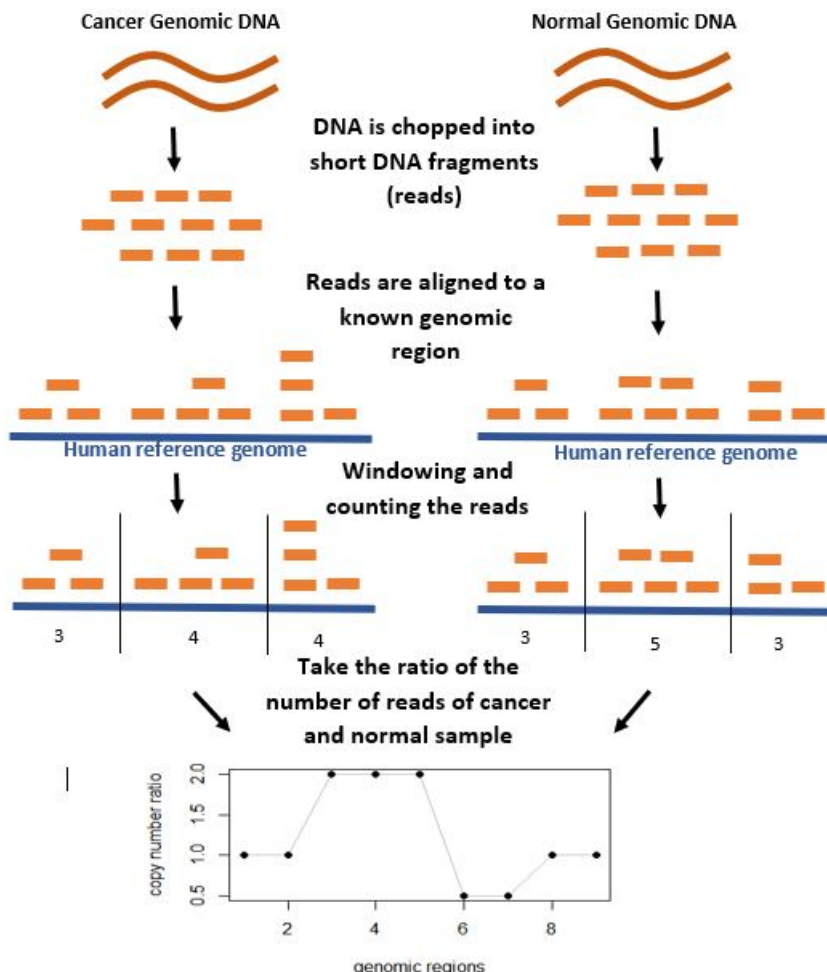 Cancer Genomic DNA
Normal Genomic DNA
DNA is chopped into
short DNA fragments
(reads)
Reads are aligned to a
known genomic
region
Human reference genome
Human reference genome
Windowing and
counting the reads
3 4 4
3 5 3
Take the ratio of the
number of reads of cancer
and normal sample
copy number ratio
2.0
1.5
1.0
0.5
2 4 6 8
genomic regions